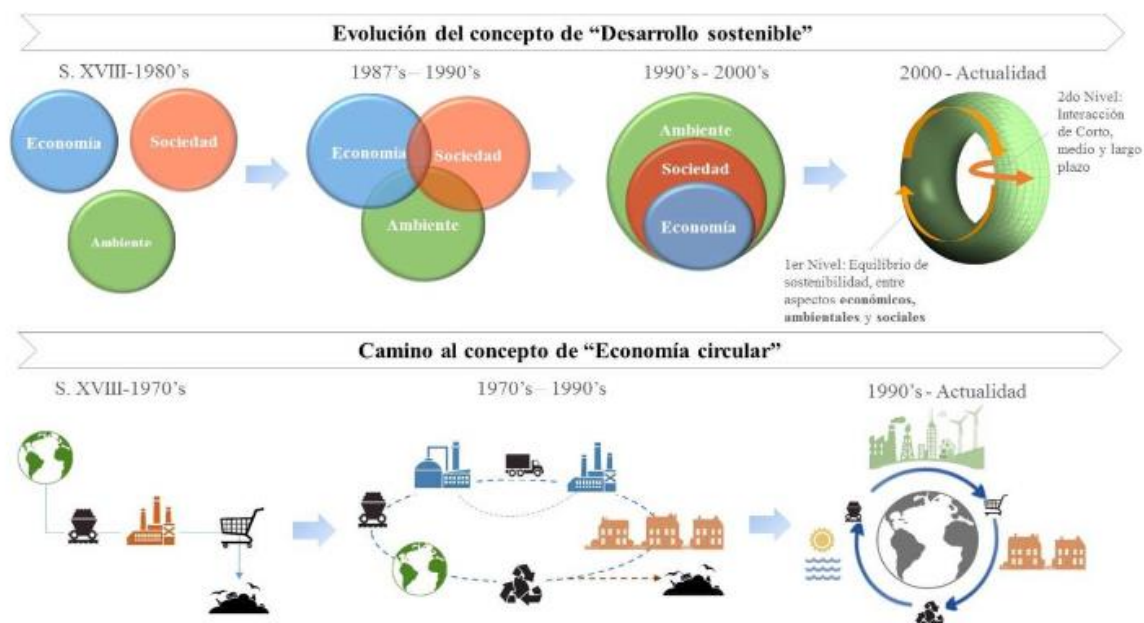 Evolución del concepto de “Desarrollo sostenible”
S. XVIII-1980’s
1987’s – 1990’s
1990’s - 2000’s
2000 - Actualidad
Economía
Sociedad
Ambiente
Economía
Sociedad
Ambiente
Ambiente
Sociedad
Economía
2do Nivel:
Interacción
de Corto,
medio y largo
plazo
1er Nivel: Equilibrio de
sostenibilidad, entre
aspectos económicos,
ambientales y sociales
Camino al concepto de “Economía circular”
S. XVIII-1970’s
1970’s – 1990’s
1990’s - Actualidad